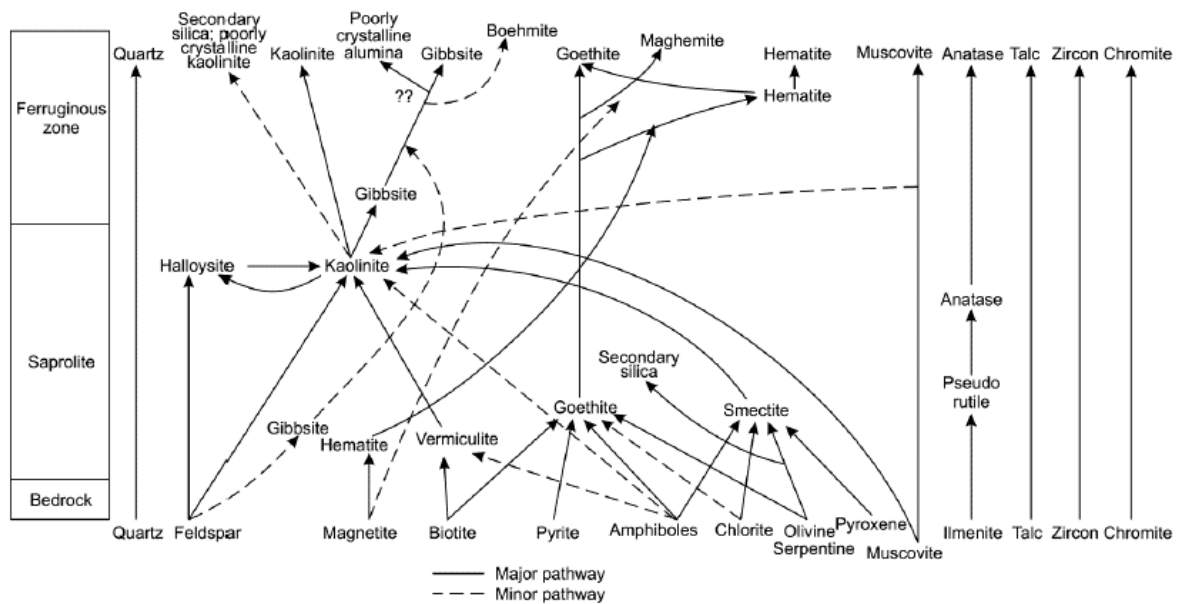 Secondary
silica; poorly
crystalline
kaolinite
Poorly
crystalline
alumina
Boehmite
Quartz
Kaolinite
Gibbsite
Goethite
Maghemite
Hematite
Muscovite
Anatase
Talc
Zircon
Chromite
Ferruginous
zone
??
Hematite
Gibbsite
Halloysite
Kaolinite
Anatase
Saprolite
Secondary
silica
Pseudo
rutile
Goethite
Smectite
Gibbsite
Hematite
Vermiculite
Bedrock
Quartz
Feldspar
Magnetite
Biotite
Pyrite
Amphiboles
Chlorite
Olivine
Serpentine
Pyroxene
Muscovite
Ilmenite
Talc
Zircon
Chromite
Major pathway
Minor pathway